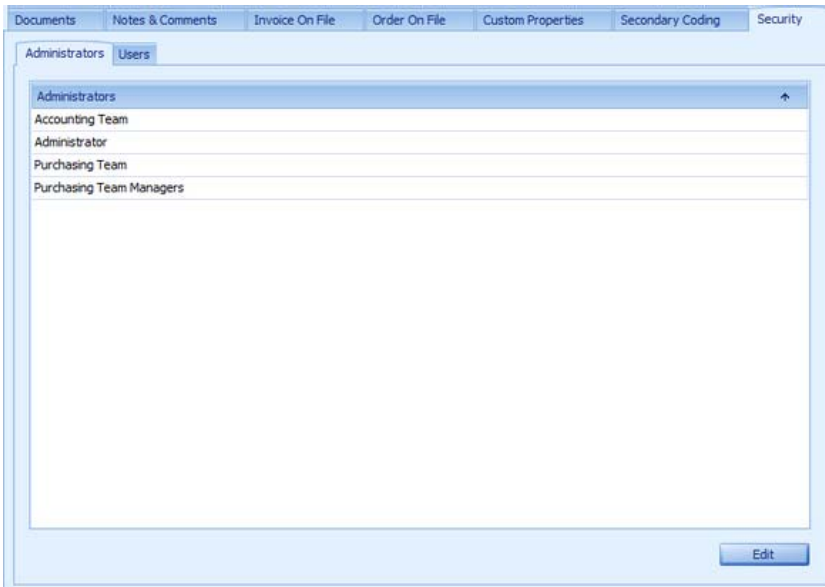 Documents Notes & Comments Invoice On File Order On File Custom Properties Secondary Coding Security
Administrators Users
Administrators
Accounting Team
Administrator
Purchasing Team
Purchasing Team Managers
Edit